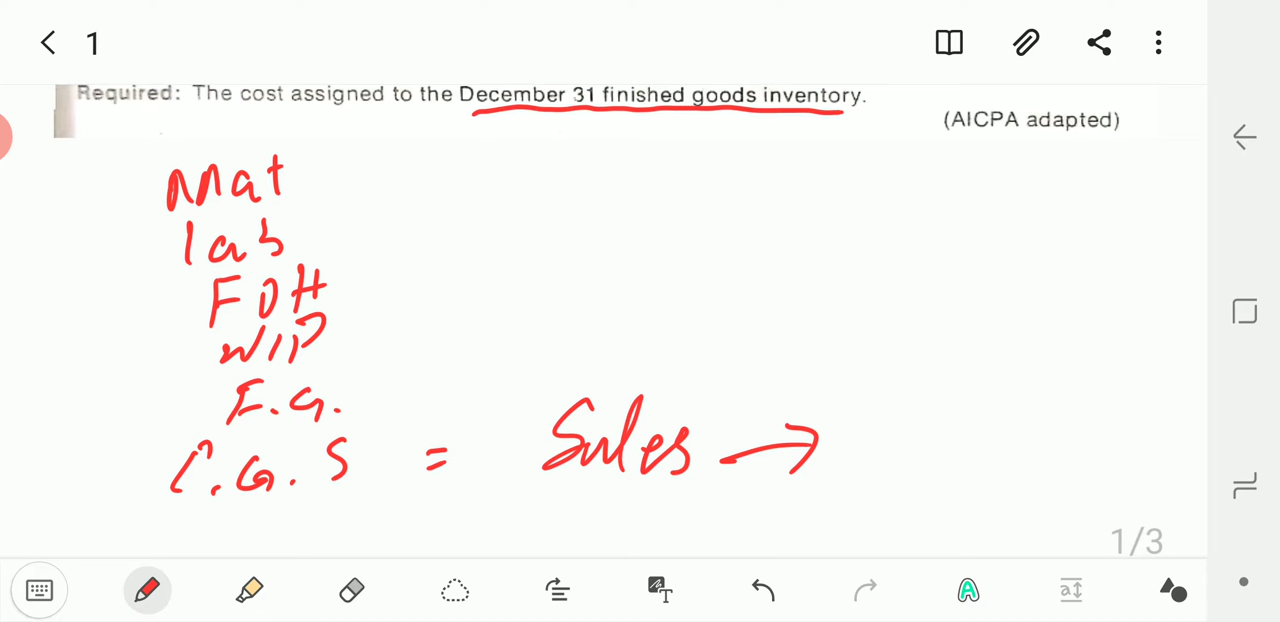 1
Required: The cost assigned to the December 31 finished goods inventory.
(AICPA adapted)
Mat
lab
FOH
WIP
F.G.
C.G.S = Sales →
1/3
T
A
a